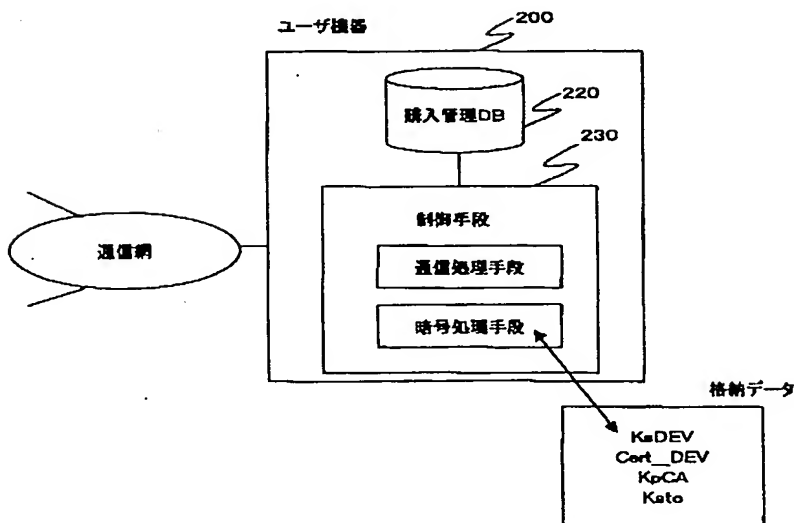 ユーザ機器
200
購入管理DB
220
230
制御手段
通信網
通信処理手段
暗号処理手段
格納データ
KsDEV
Cert_DEV
KpCA
Ksto